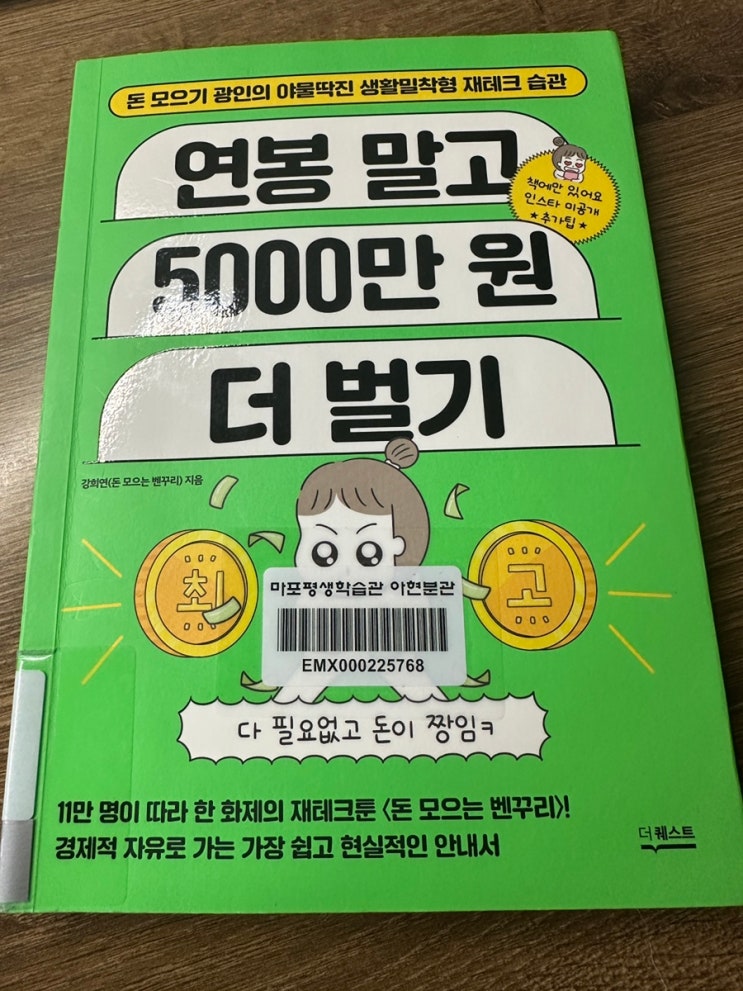 돈 모으기 광인의 야물딱진 생활밀착형 재테크 습관
연봉 말고
책에만 있어요
인스타 미공개
★추가팁★
5000만 원
더 벌기
강희연(돈 모으는 벤꾸리) 지음
최
고
마포평생학습관 아현분관
EMX000225768
다 필요없고 돈이 짱임ㅋ
11만 명이 따라 한 화제의 재테크툰 〈돈 모으는 벤꾸리〉!
경제적 자유로 가는 가장 쉽고 현실적인 안내서
더퀘스트